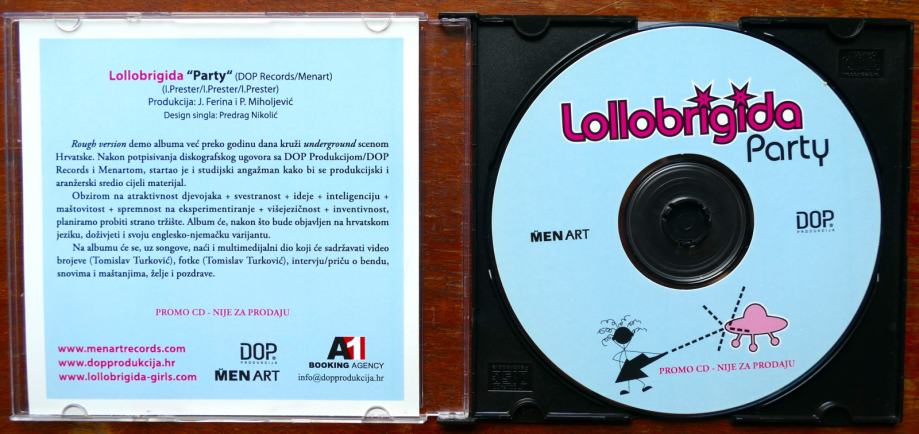 Lollobrigida "Party" (DOP Records/Menart)
(I.Prester/I.Prester/I.Prester)
Produkcija: J. Ferina i P. Miholjević
Design singla: Predrag Nikolić
Rough version demo albuma već preko godinu dana kruži underground scenom
Hrvatske. Nakon potpisivanja diskografskog ugovora sa DOP Produkcijom/DOP
Records i Menartom, startao je i studijski angažman kako bi se produkcijski i
aranžerski sredio cijeli materijal.
Obzirom na atraktivnost djevojaka + svestranost + ideje + inteligenciju +
maštovitost + spremnost na eksperimentiranje + višejezičnost + inventivnost,
planiramo probiti strano tržište. Album će, nakon što bude objavljen na hrvatskom
jeziku, doživjeti i svoju englesko-njemačku varijantu.
Na albumu će se, uz songove, naći i multimedijalni dio koji će sadržavati video
brojeve (Tomislav Turković), fotke (Tomislav Turković), intervju/priču o bendu,
snovima i maštanjima, želje i pozdrave.
PROMO CD - NIJE ZA PRODAJU
www.menartrecords.com
www.dopprodukcija.hr
www.lollobrigida-girls.com
DOP
PRODUKCIJA
MENART
A1
BOOKING AGENCY
info@dopprodukcija.hr
Lollobrigida
Party
MENART
DOP
PRODUKCIJA
PROMO CD - NIJE ZA PRODAJU